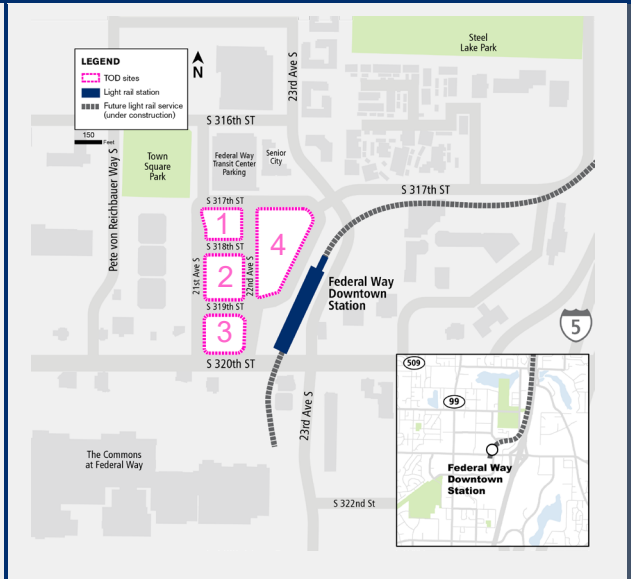 LEGEND
TOD sites
Light rail station
Future light rail service
(under construction)
N
150
Feet
Steel
Lake Park
23rd Ave S
S 316th ST
Town
Square
Park
Federal Way
Transit Center
Parking
Senior
City
Pete von Reichbauer Way S
S 317th ST
S 317th ST
1
4
S 318th ST
21st Ave S
2
22nd Ave S
S 319th ST
3
Federal Way
Downtown
Station
5
S 320th ST
23rd Ave S
The Commons
at Federal Way
S 322nd St
509
99
Federal Way
Downtown
Station